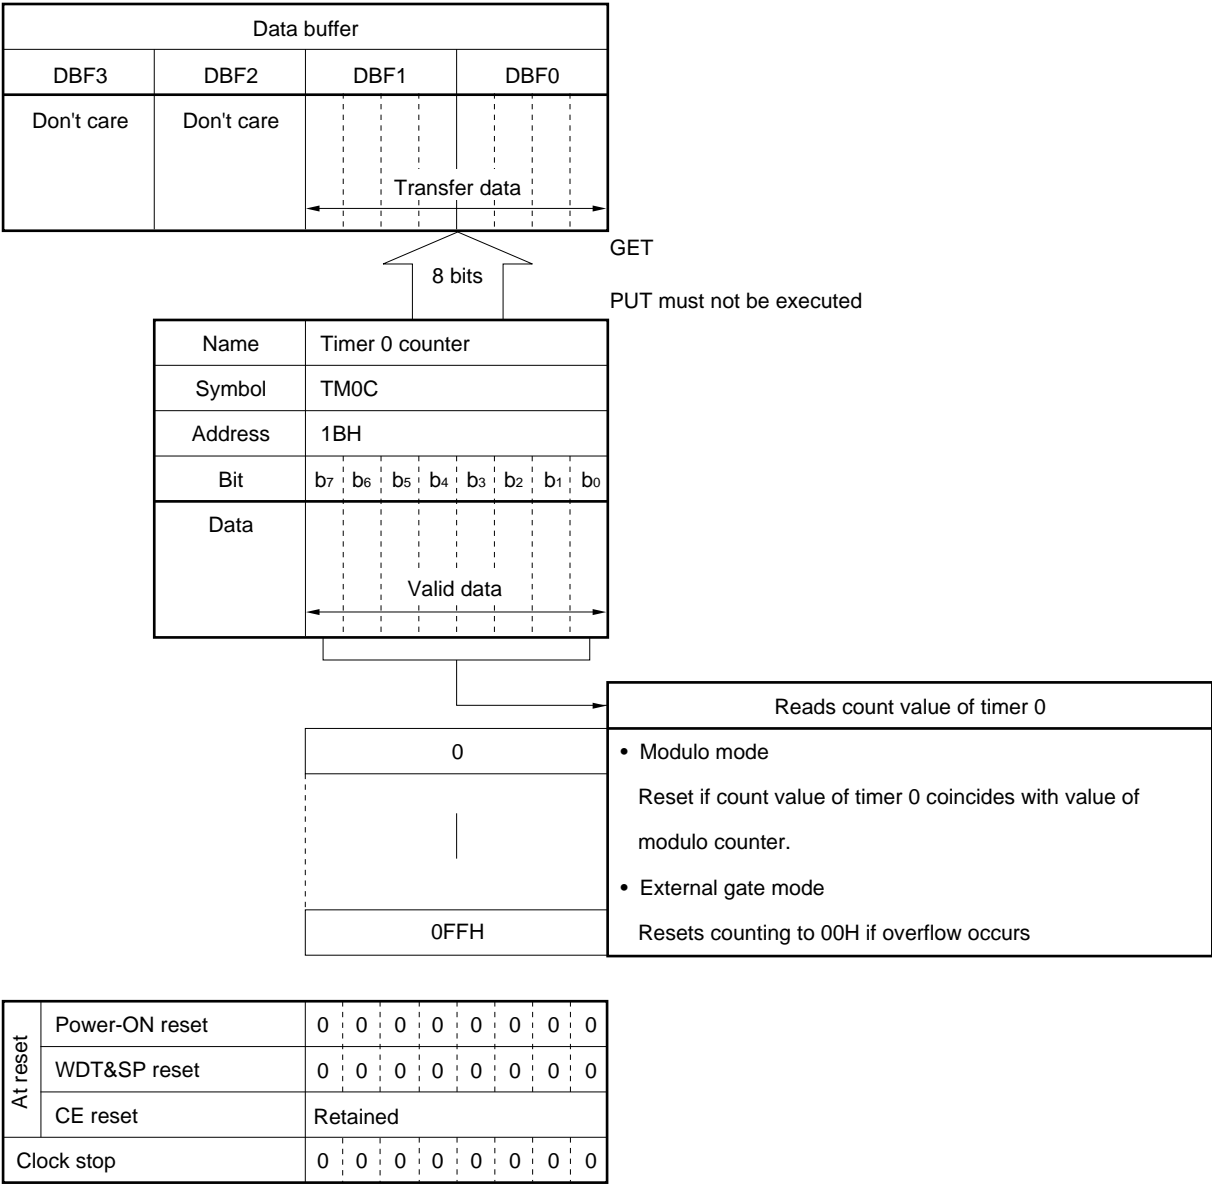 Data buffer
DBF3 DBF2 DBF1 DBF0
Don't care Don't care
Transfer data
GET
8 bits
PUT must not be executed
Name Timer 0 counter
Symbol TM0C
Address 1BH
Bit b7 b6 b5 b4 b3 b2 b1 b0
Data
Valid data
Reads count value of timer 0
0
• Modulo mode
Reset if count value of timer 0 coincides with value of
modulo counter.
• External gate mode
0FFH
Resets counting to 00H if overflow occurs
At reset
Power-ON reset 0 0 0 0 0 0 0 0
WDT&SP reset 0 0 0 0 0 0 0 0
CE reset Retained
Clock stop 0 0 0 0 0 0 0 0